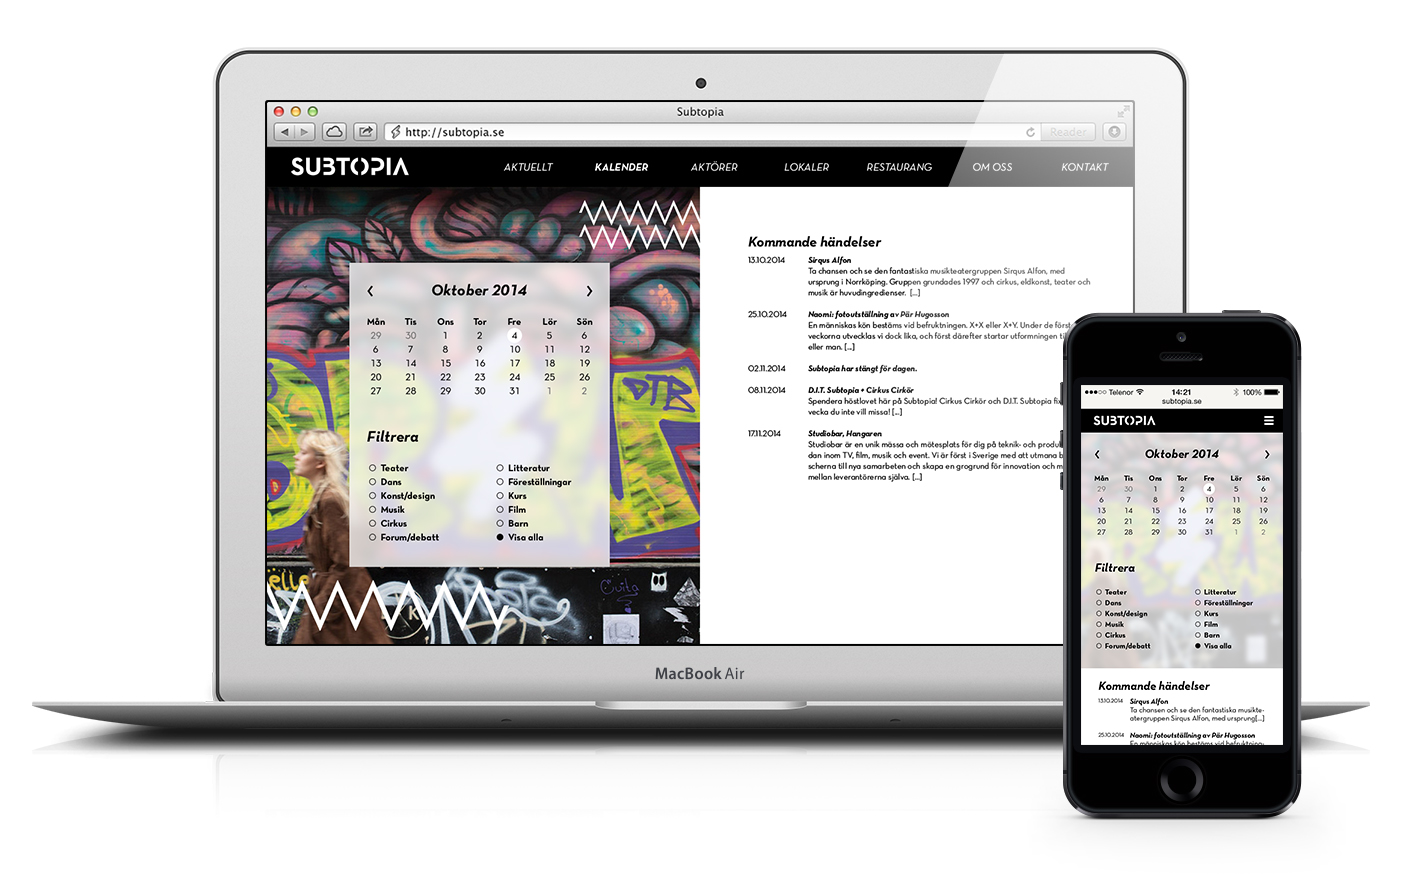 Subtopia
http://subtopia.se
Reader
SUBTOPIA
AKTUELLT KALENDER AKTÖRER LOKALER RESTAURANG OM OSS KONTAKT
Oktober 2014
Mån Tis Ons Tor Fre Lör Sön
29 30 1 2 4 5 6
6 7 8 9 10 11 12
13 14 15 16 17 18 19
20 21 22 23 24 25 26
27 28 29 30 31 1 2
Filtrera
Teater Litteratur
Dans Föreställningar
Konst/design Kurs
Musik Film
Cirkus Barn
Forum/debatt Visa alla
DTB
Kommande händelser
13.10.2014 Sirqus Alfon
Ta chansen och se den fantastiska musikteatergruppen Sirqus Alfon, med
ursprung i Norrköping. Gruppen grundades 1997 och cirkus, eldkonst, teater och
musik är huvudingredienser. [...]
25.10.2014 Naomi: fotoutställning av Pär Hugosson
En människas kön bestäms vid befruktningen. X+X eller X+Y. Under de först
veckorna utvecklas vi dock lika, och först därefter startar utformningen ti
eller man. [...]
02.11.2014 Subtopia har stängt för dagen.
08.11.2014 D.I.T. Subtopia + Cirkus Cirkör
Spendera höstlovet här på Subtopia! Cirkus Cirkör och D.I.T. Subtopia fix
vecka du inte vill missa! [...]
17.11.2014 Studiobar, Hangaren
Studiobar är en unik mässa och mötesplats för dig på teknik- och produk
dan inom TV, film, musik och event. Vi är först i Sverige med att utmana b
scherna till nya samarbeten och skapa en grogrund för innovation och m
mellan leverantörerna själva. [...]
MacBook Air
Telenor 14:21 100%
subtopia.se
SUBTOPIA
Oktober 2014
Mån Tis Ons Tor Fre Lör Sön
29 30 1 2 4 5 6
6 7 8 9 10 11 12
13 14 15 16 17 18 19
20 21 22 23 24 25 26
27 28 29 30 31 1 2
Filtrera
Teater Litteratur
Dans Föreställningar
Konst/design Kurs
Musik Film
Cirkus Barn
Forum/debatt Visa alla
Kommande händelser
13.10.2014 Sirqus Alfon
Ta chansen och se den fantastiska musikte-
atergruppen Sirqus Alfon, med ursprung[...]
25.10.2014 Naomi: fotoutställning av Pär Hugosson
En människas kön bestäms vid befruktning-